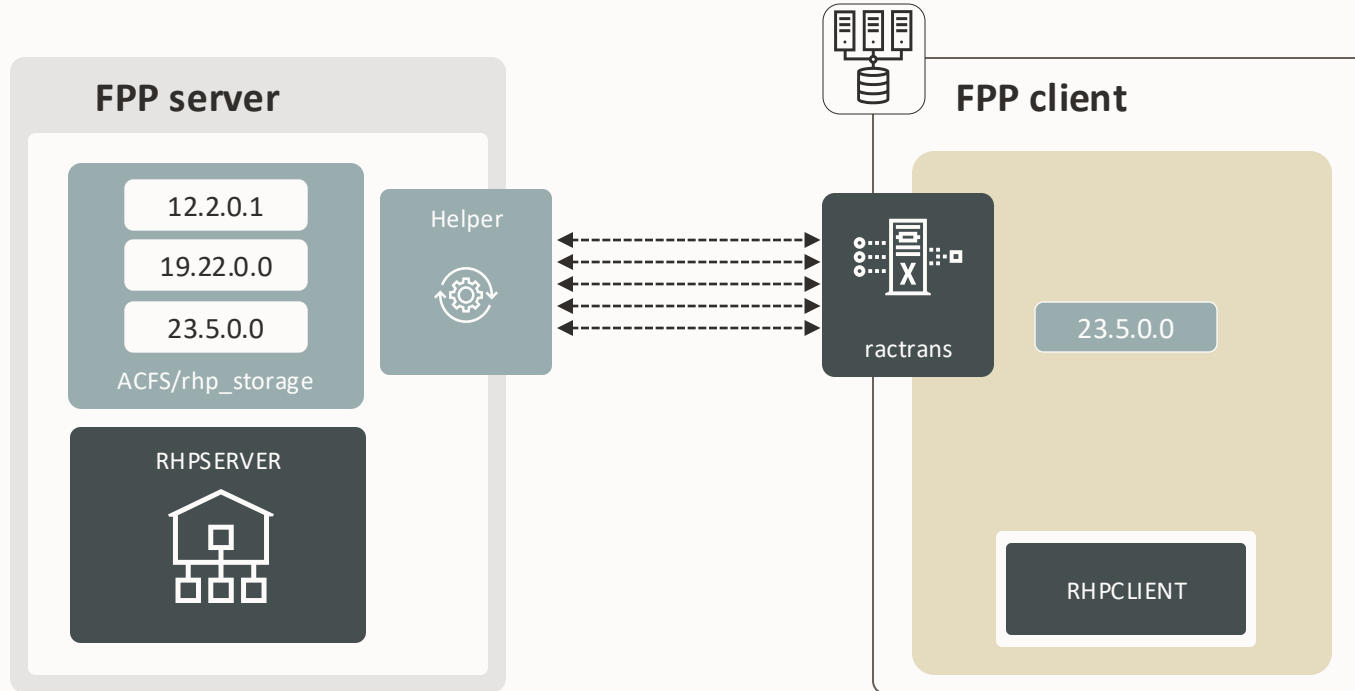 FPP server
12.2.0.1
19.22.0.0
23.5.0.0
ACFS/rhp_storage
Helper
RHPSERVER
FPP client
ractrans
23.5.0.0
RHPCLIENT